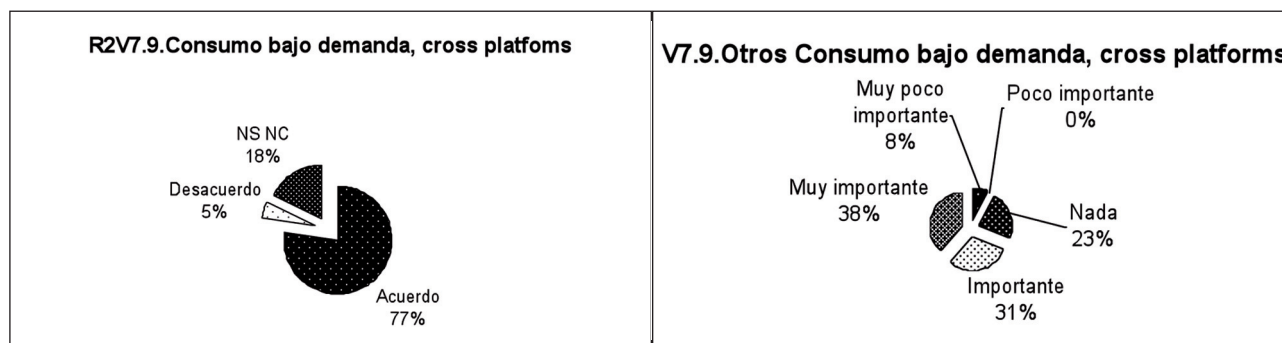 R2V7.9.Consumo bajo demanda, cross platfoms
NS NC
18%
Desacuerdo
5%
Acuerdo
77%
V7.9.Otros Consumo bajo demanda, cross platforms
Muy poco
importante
8%
Poco importante
0%
Muy importante
38%
Nada
23%
Importante
31%